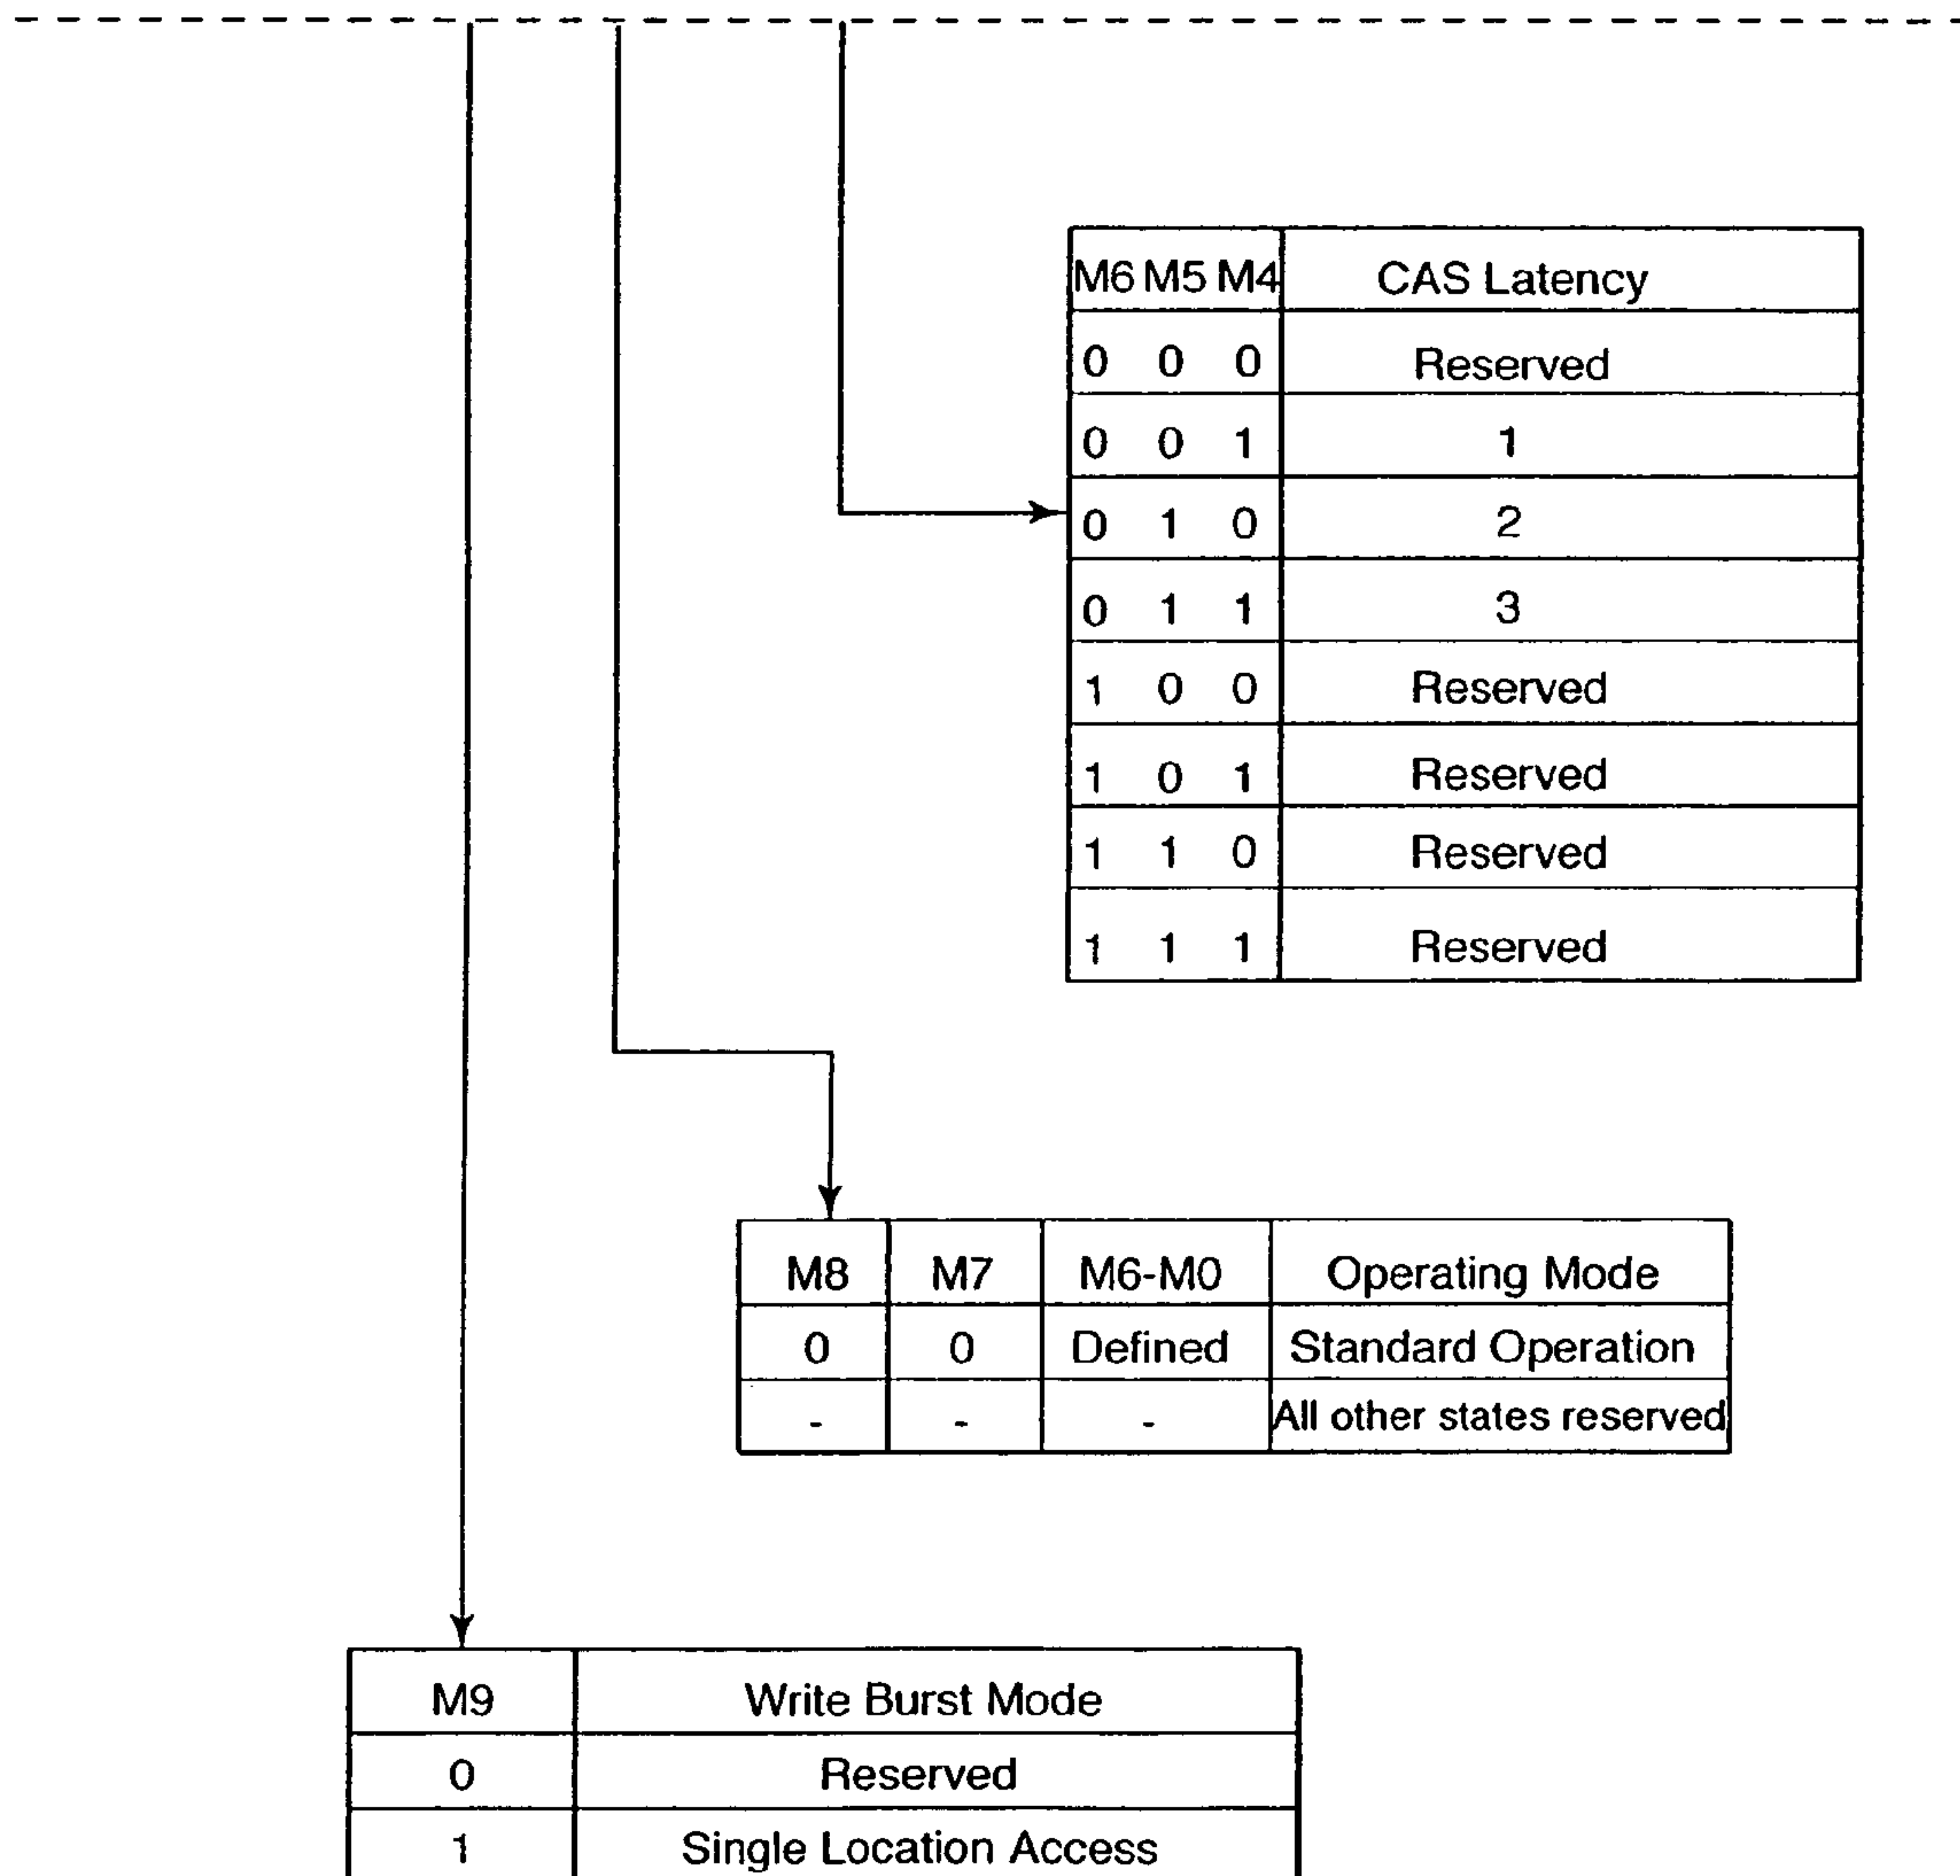 M6 M5 M4 CAS Latency
0 0 0 Reserved
0 0 1 1
0 1 0 2
0 1 1 3
1 0 0 Reserved
1 0 1 Reserved
1 1 0 Reserved
1 1 1 Reserved
M8 M7 M6-M0 Operating Mode
0 0 Defined Standard Operation
- - - All other states reserved
M9 Write Burst Mode
0 Reserved
1 Single Location Access